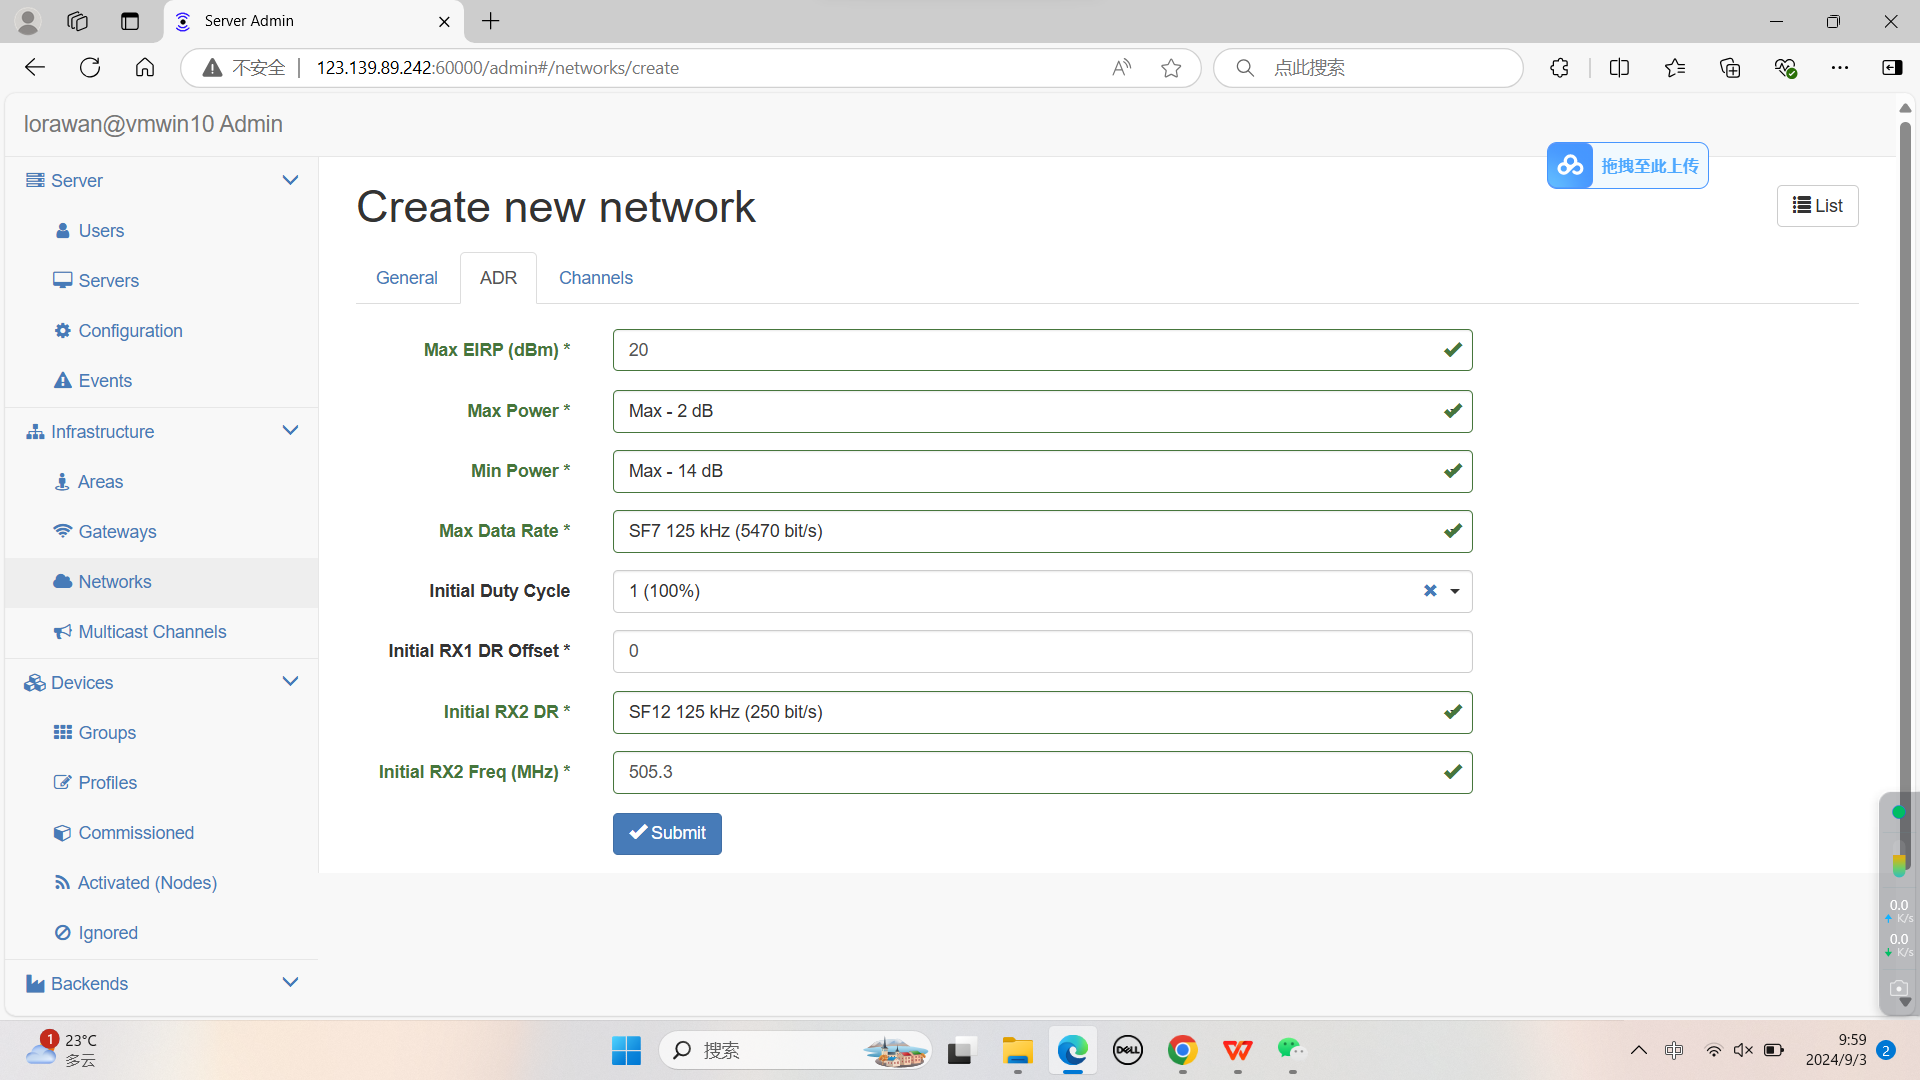 Server Admin
不安全 | 123.139.89.242:60000/admin#/networks/create
点此搜索
lorawan@vmwin10 Admin
拖拽至此上传
Server
Users
Servers
Configuration
Events
Infrastructure
Areas
Gateways
Networks
Multicast Channels
Devices
Groups
Profiles
Commissioned
Activated (Nodes)
Ignored
Backends
Create new network
List
General ADR Channels
Max EIRP (dBm) * 20
Max Power * Max - 2 dB
Min Power * Max - 14 dB
Max Data Rate * SF7 125 kHz (5470 bit/s)
Initial Duty Cycle 1 (100%)
Initial RX1 DR Offset * 0
Initial RX2 DR * SF12 125 kHz (250 bit/s)
Initial RX2 Freq (MHz) * 505.3
Submit
0.0
K/s
0.0
K/s
1
23°C
多云
搜索
DELL
中
9:59
2024/9/3
2